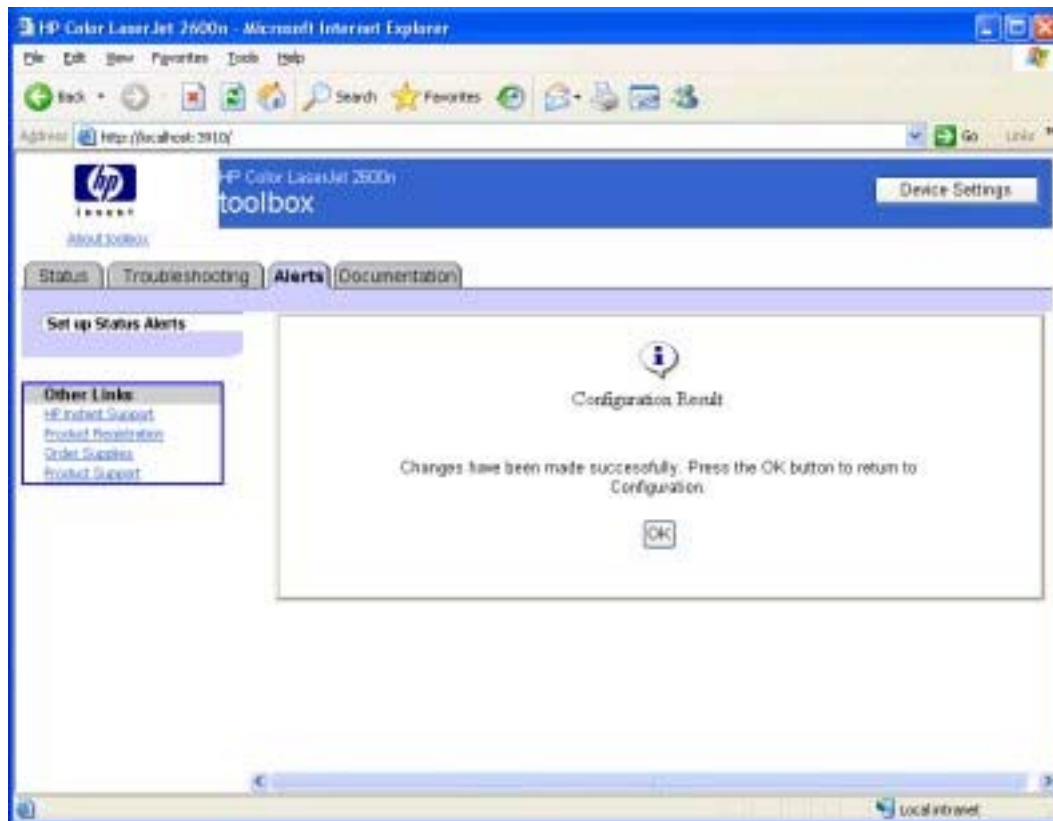 HP Color LaserJet 2600n - Microsoft Internet Explorer
File Edit View Favorites Tools Help
Back Search Favorites
Address http://localhost:3910/ Go Links
hp
invent
HP Color LaserJet 2600n
toolbox
Device Settings
About toolbox
Status Troubleshooting Alerts Documentation
Set up Status Alerts
Other Links
HP Instant Support
Product Registration
Order Supplies
Product Support
Configuration Result
Changes have been made successfully. Press the OK button to return to
Configuration.
OK
Local intranet